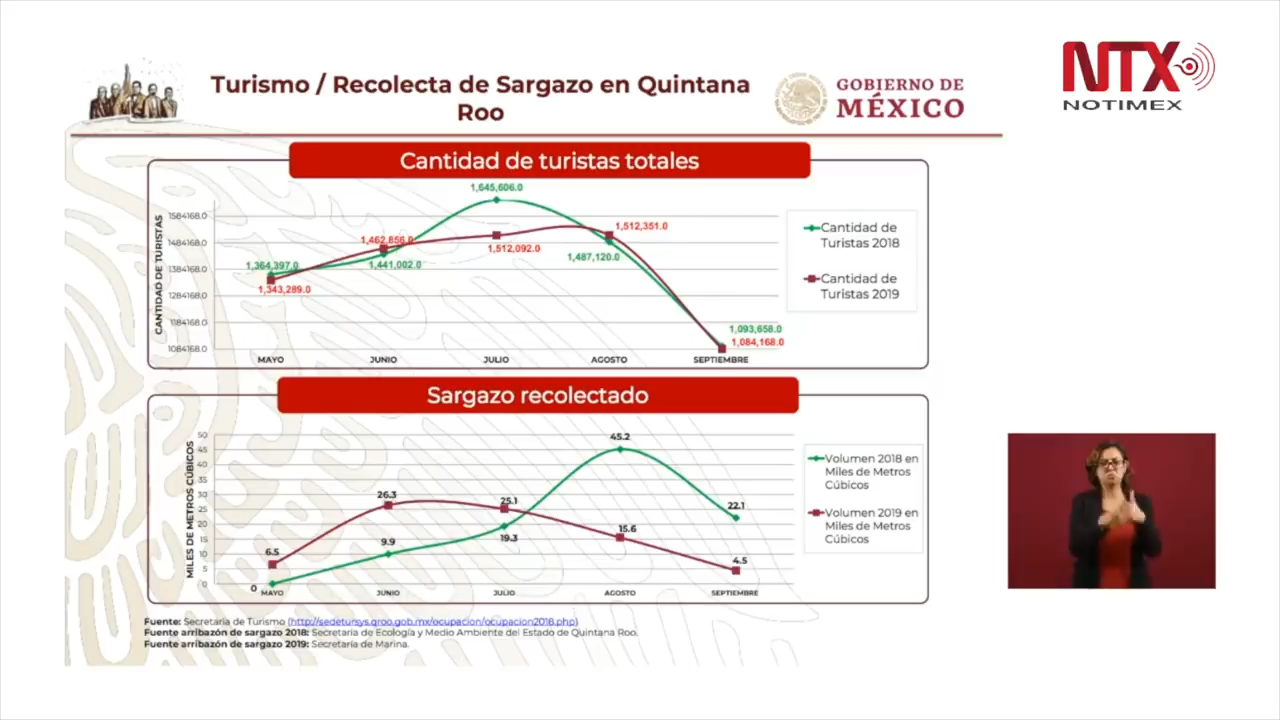 Turismo / Recolecta de Sargazo en Quintana
Roo
GOBIERNO DE
MÉXICO
NTX
NOTIMEX
Cantidad de turistas totales
CANTIDAD DE TURISTAS
1584168.0
1484168.0
1384168.0
1284168.0
1184168.0
1084168.0
1,645,606.0
1,512,351.0
1,462,856.0
1,512,092.0
1,487,120.0
1,441,002.0
1,364,397.0
1,343,289.0
1,093,658.0
1,084,168.0
MAYO
JUNIO
JULIO
AGOSTO
SEPTIEMBRE
Cantidad de
Turistas 2018
Cantidad de
Turistas 2019
Sargazo recolectado
MILES DE METROS CÚBICOS
50
45
40
35
30
25
20
15
10
5
0
45.2
26.3
25.1
22.1
19.3
15.6
9.9
6.5
4.5
0
MAYO
JUNIO
JULIO
AGOSTO
SEPTIEMBRE
Volumen 2018 en
Miles de Metros
Cúbicos
Volumen 2019 en
Miles de Metros
Cúbicos
Fuente: Secretaría de Turismo (http://sedetursys.qroo.gob.mx/ocupacion/ocupacion2018.php)
Fuente arribazón de sargazo 2018: Secretaría de Ecología y Medio Ambiente del Estado de Quintana Roo.
Fuente arribazón de sargazo 2019: Secretaría de Marina.